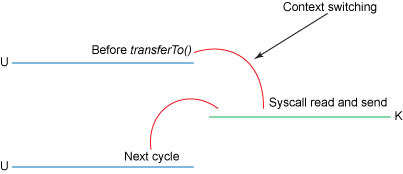 Context switching
Before transferTo()
U
Syscall read and send
K
Next cycle
U